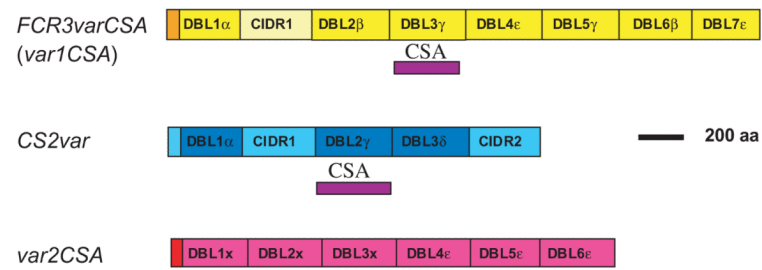 FCR3varCSA DBL1α CIDR1 DBL2β DBL3γ DBL4ε DBL5γ DBL6β DBL7ε
(var1CSA) CSA
CS2var DBL1α CIDR1 DBL2γ DBL3δ CIDR2 200 aa
CSA
var2CSA DBL1x DBL2x DBL3x DBL4ε DBL5ε DBL6ε